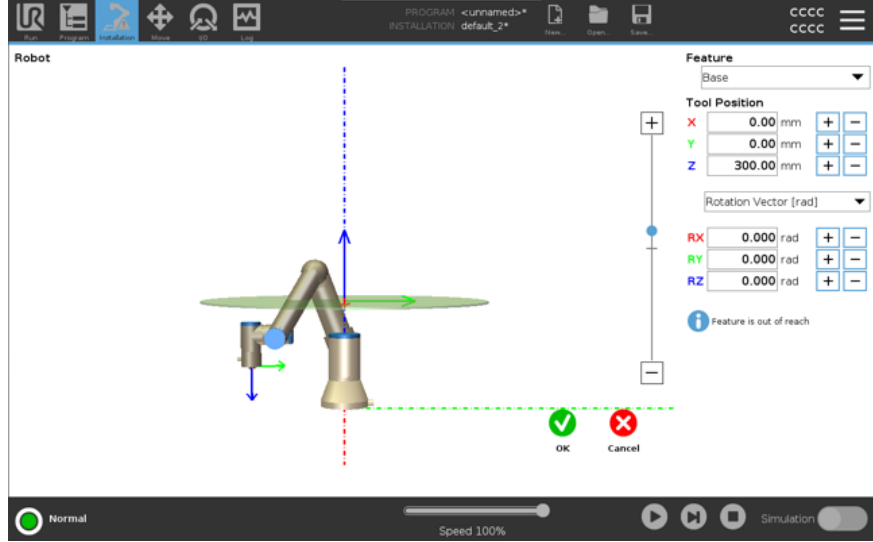 UR
PROGRAM <unnamed>*
INSTALLATION default_2*
cccc
cccc
Run Program Installation Move I/O Log New... Open... Save...
Robot
Feature
Base
Tool Position
X 0.00 mm + −
Y 0.00 mm + −
Z 300.00 mm + −
Rotation Vector [rad]
RX 0.000 rad + −
RY 0.000 rad + −
RZ 0.000 rad + −
i Feature is out of reach
+
−
OK Cancel
Normal
Speed 100%
Simulation